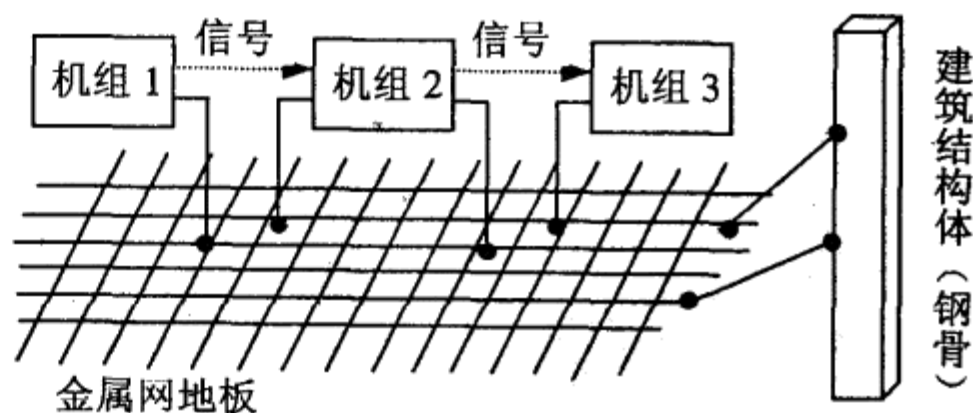 信号
信号
机组 1
机组 2
机组 3
建筑结构体（钢骨）
金属网地板